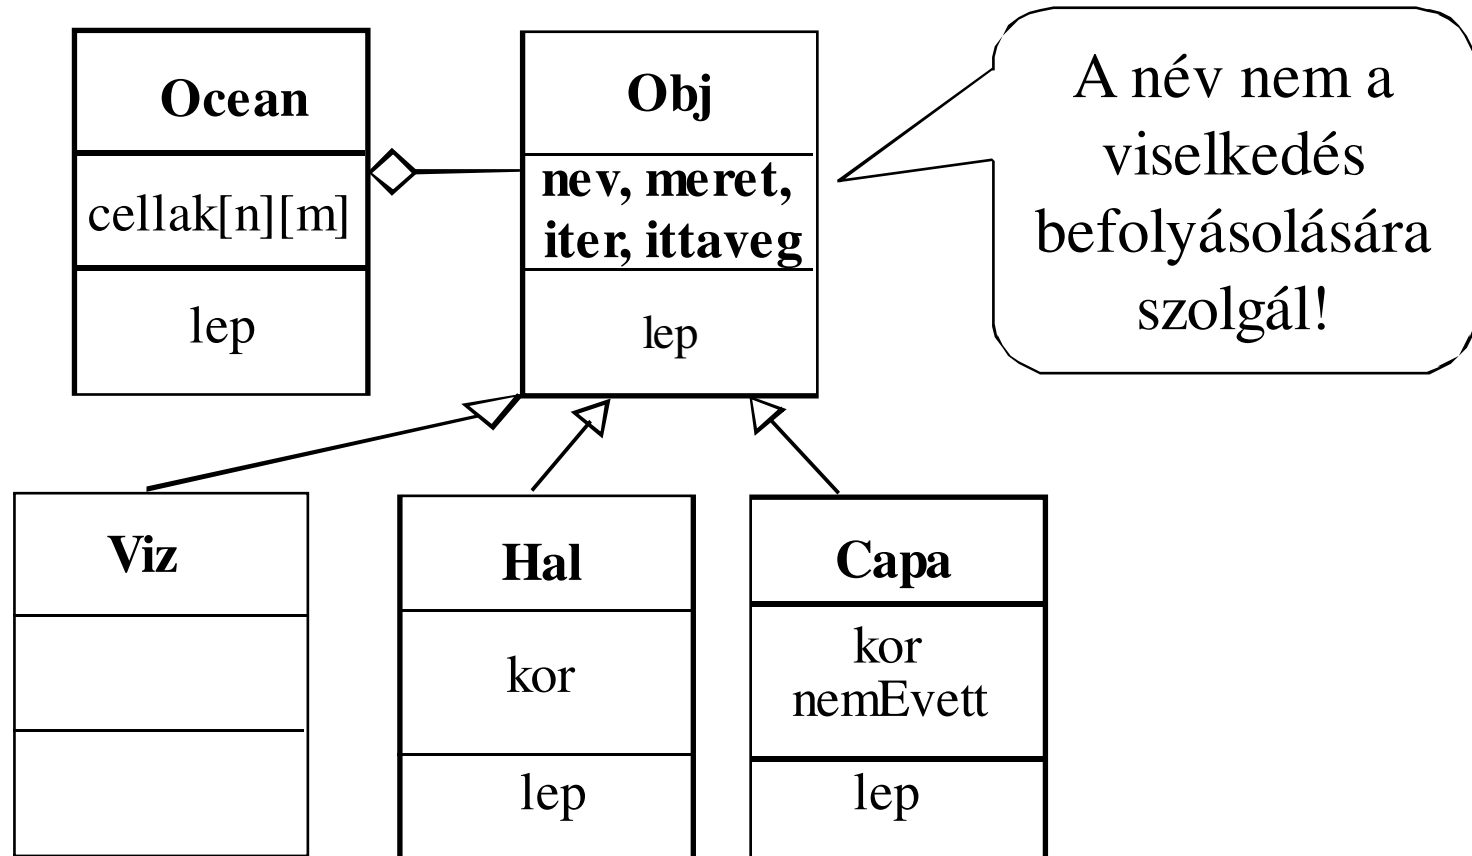 Ocean
cellak[n][m]
lep
Obj
nev, meret,
iter, ittaveg
lep
A név nem a
viselkedés
befolyásolására
szolgál!
Viz
Hal
kor
lep
Capa
kor
nemEvett
lep